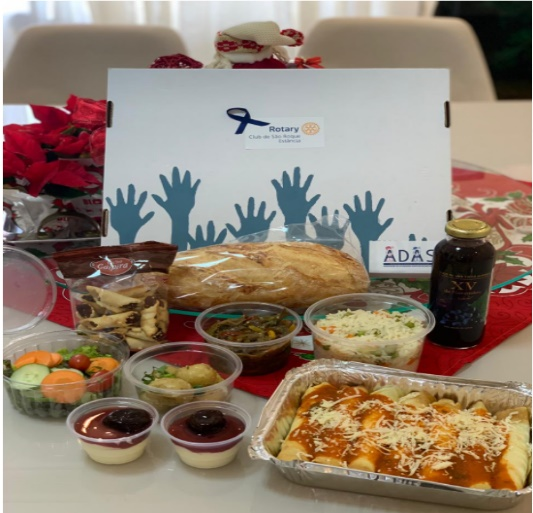 Rotary
Club de São Roque
Estância
ADAS
XV